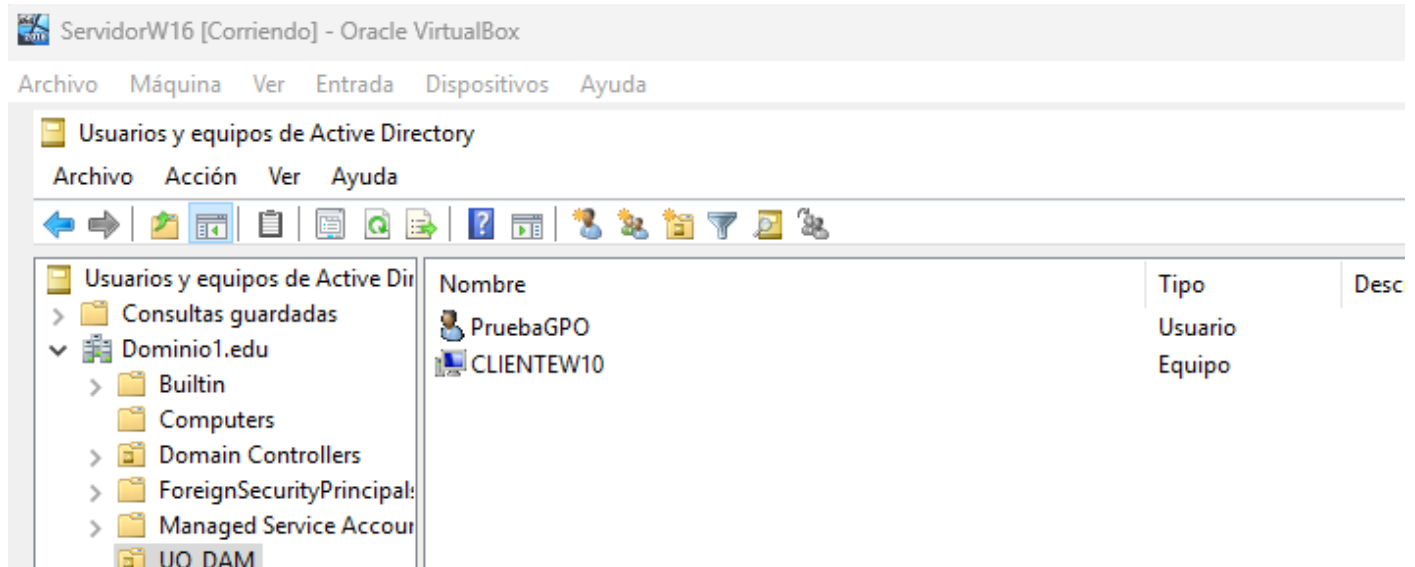 ServidorW16 [Corriendo] - Oracle VirtualBox
Archivo Máquina Ver Entrada Dispositivos Ayuda
Usuarios y equipos de Active Directory
Archivo Acción Ver Ayuda
Usuarios y equipos de Active Dir
Consultas guardadas
Dominio1.edu
Builtin
Computers
Domain Controllers
ForeignSecurityPrincipals
Managed Service Accour
UO_DAM
Nombre Tipo Desc
PruebaGPO Usuario
CLIENTEW10 Equipo